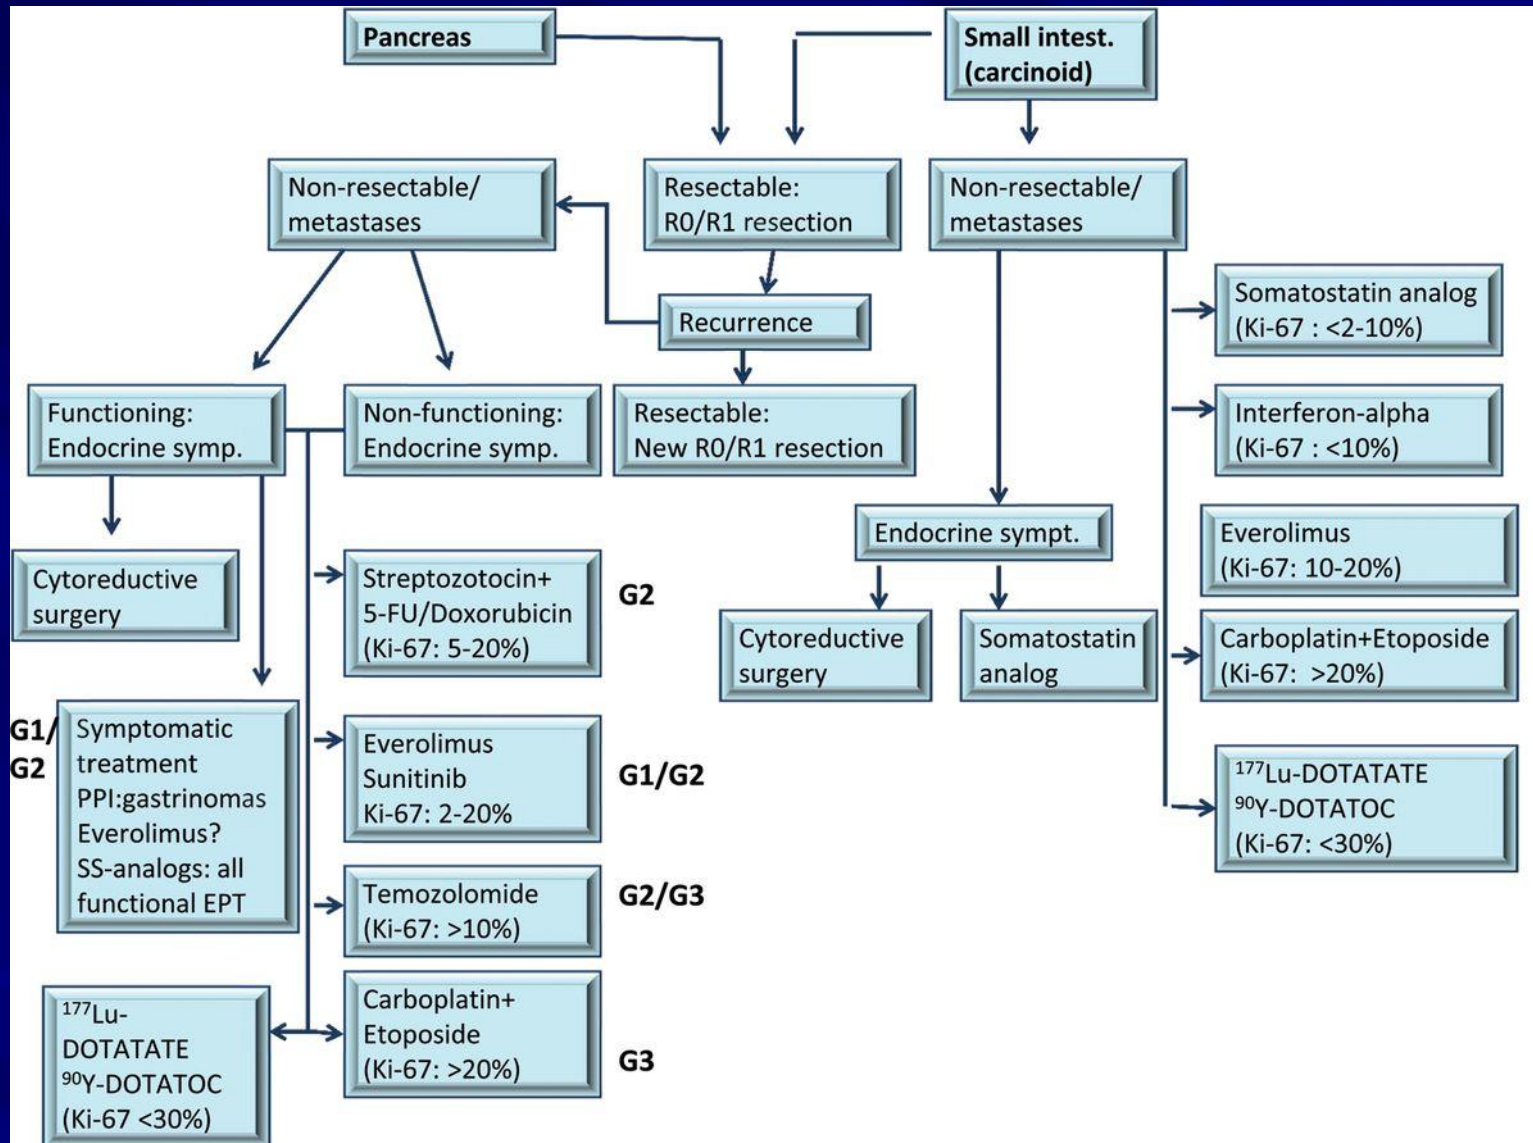 Pancreas
Small intest.
(carcinoid)
Non-resectable/
metastases
Resectable:
R0/R1 resection
Non-resectable/
metastases
Recurrence
Somatostatin analog
(Ki-67 : <2-10%)
Functioning:
Endocrine symp.
Non-functioning:
Endocrine symp.
Resectable:
New R0/R1 resection
Interferon-alpha
(Ki-67 : <10%)
Cytoreductive
surgery
Streptozotocin+
5-FU/Doxorubicin
(Ki-67: 5-20%)
G2
Endocrine sympt.
Everolimus
(Ki-67: 10-20%)
Cytoreductive
surgery
Somatostatin
analog
Carboplatin+Etoposide
(Ki-67:  >20%)
G1/
G2
Symptomatic
treatment
PPI:gastrinomas
Everolimus?
SS-analogs: all
functional EPT
Everolimus
Sunitinib
Ki-67: 2-20%
G1/G2
¹⁷⁷Lu-DOTATATE
⁹⁰Y-DOTATOC
(Ki-67: <30%)
Temozolomide
(Ki-67: >10%)
G2/G3
¹⁷⁷Lu-
DOTATATE
⁹⁰Y-DOTATOC
(Ki-67 <30%)
Carboplatin+
Etoposide
(Ki-67: >20%)
G3